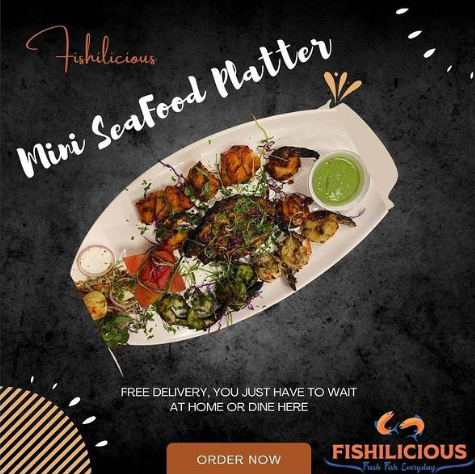 Fishilicious
Mini SeaFood Platter
FREE DELIVERY, YOU JUST HAVE TO WAIT
AT HOME OR DINE HERE
ORDER NOW
FISHILICIOUS
Fresh Fish Everyday